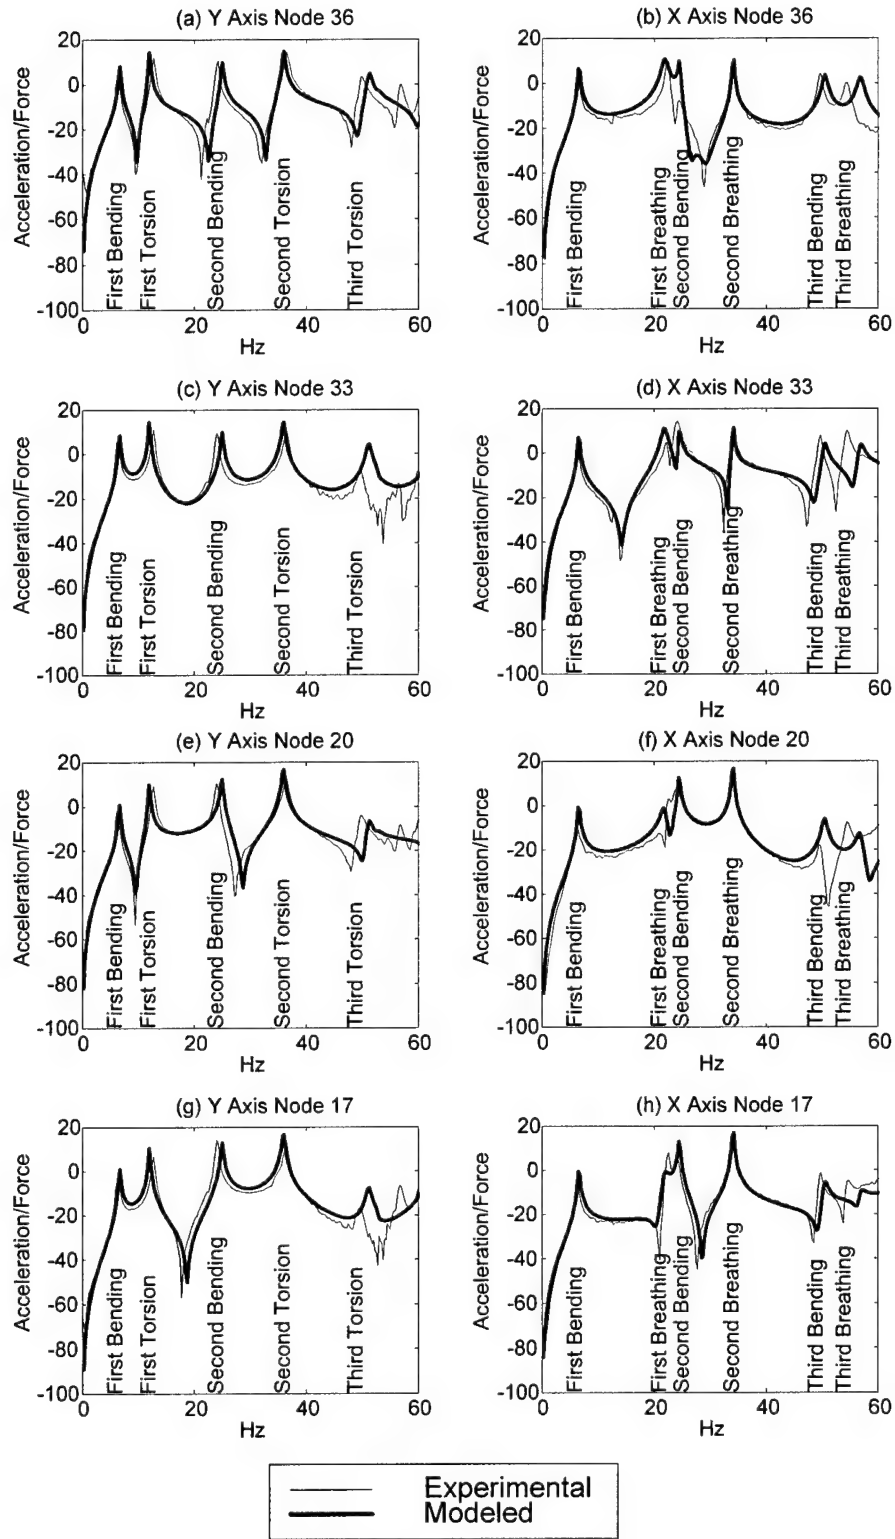 (a) Y Axis Node 36
Acceleration/Force
20
0
-20
-40
-60
-80
-100
First Bending
First Torsion
Second Bending
Second Torsion
Third Torsion
0
20
40
60
Hz
(b) X Axis Node 36
Acceleration/Force
20
0
-20
-40
-60
-80
-100
First Bending
First Breathing
Second Bending
Second Breathing
Third Bending
Third Breathing
0
20
40
60
Hz
(c) Y Axis Node 33
Acceleration/Force
20
0
-20
-40
-60
-80
-100
First Bending
First Torsion
Second Bending
Second Torsion
Third Torsion
0
20
40
60
Hz
(d) X Axis Node 33
Acceleration/Force
20
0
-20
-40
-60
-80
-100
First Bending
First Breathing
Second Bending
Second Breathing
Third Bending
Third Breathing
0
20
40
60
Hz
(e) Y Axis Node 20
Acceleration/Force
20
0
-20
-40
-60
-80
-100
First Bending
First Torsion
Second Bending
Second Torsion
Third Torsion
0
20
40
60
Hz
(f) X Axis Node 20
Acceleration/Force
20
0
-20
-40
-60
-80
-100
First Bending
First Breathing
Second Bending
Second Breathing
Third Bending
Third Breathing
0
20
40
60
Hz
(g) Y Axis Node 17
Acceleration/Force
20
0
-20
-40
-60
-80
-100
First Bending
First Torsion
Second Bending
Second Torsion
Third Torsion
0
20
40
60
Hz
(h) X Axis Node 17
Acceleration/Force
20
0
-20
-40
-60
-80
-100
First Bending
First Breathing
Second Bending
Second Breathing
Third Bending
Third Breathing
0
20
40
60
Hz
Experimental
Modeled